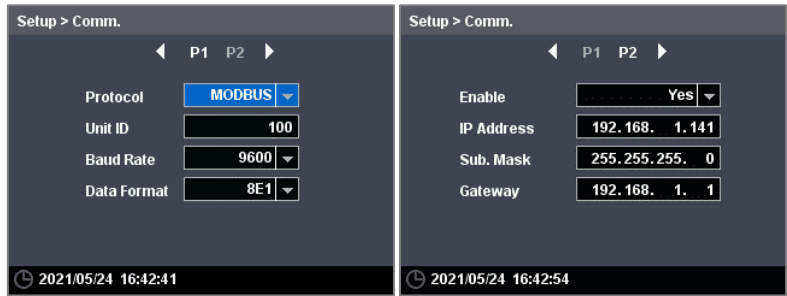 Setup > Comm.
P1 P2
Protocol MODBUS
Unit ID 100
Baud Rate 9600
Data Format 8E1
2021/05/24 16:42:41
Setup > Comm.
P1 P2
Enable Yes
IP Address 192.168. 1.141
Sub. Mask 255.255.255. 0
Gateway 192.168. 1. 1
2021/05/24 16:42:54